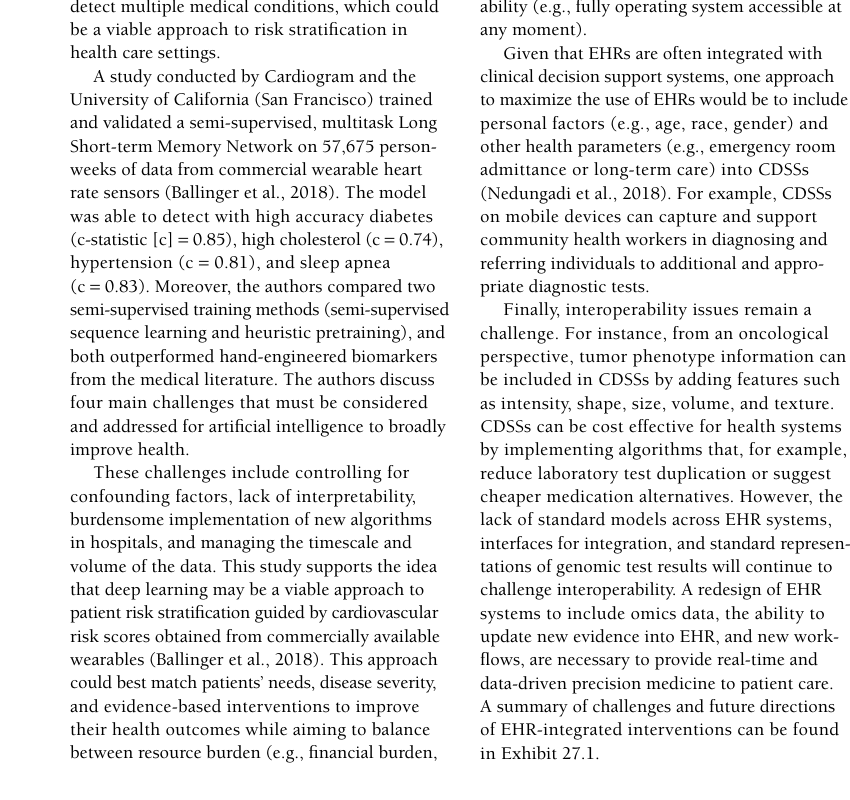 detect multiple medical conditions, which could
be a viable approach to risk stratification in
health care settings.
A study conducted by Cardiogram and the
University of California (San Francisco) trained
and validated a semi-supervised, multitask Long
Short-term Memory Network on 57,675 person-
weeks of data from commercial wearable heart
rate sensors (Ballinger et al., 2018). The model
was able to detect with high accuracy diabetes
(c-statistic [c] = 0.85), high cholesterol (c = 0.74),
hypertension (c = 0.81), and sleep apnea
(c = 0.83). Moreover, the authors compared two
semi-supervised training methods (semi-supervised
sequence learning and heuristic pretraining), and
both outperformed hand-engineered biomarkers
from the medical literature. The authors discuss
four main challenges that must be considered
and addressed for artificial intelligence to broadly
improve health.
These challenges include controlling for
confounding factors, lack of interpretability,
burdensome implementation of new algorithms
in hospitals, and managing the timescale and
volume of the data. This study supports the idea
that deep learning may be a viable approach to
patient risk stratification guided by cardiovascular
risk scores obtained from commercially available
wearables (Ballinger et al., 2018). This approach
could best match patients' needs, disease severity,
and evidence-based interventions to improve
their health outcomes while aiming to balance
between resource burden (e.g., financial burden,
ability (e.g., fully operating system accessible at
any moment).
Given that EHRs are often integrated with
clinical decision support systems, one approach
to maximize the use of EHRs would be to include
personal factors (e.g., age, race, gender) and
other health parameters (e.g., emergency room
admittance or long-term care) into CDSSs
(Nedungadi et al., 2018). For example, CDSSs
on mobile devices can capture and support
community health workers in diagnosing and
referring individuals to additional and appro-
priate diagnostic tests.
Finally, interoperability issues remain a
challenge. For instance, from an oncological
perspective, tumor phenotype information can
be included in CDSSs by adding features such
as intensity, shape, size, volume, and texture.
CDSSs can be cost effective for health systems
by implementing algorithms that, for example,
reduce laboratory test duplication or suggest
cheaper medication alternatives. However, the
lack of standard models across EHR systems,
interfaces for integration, and standard represen-
tations of genomic test results will continue to
challenge interoperability. A redesign of EHR
systems to include omics data, the ability to
update new evidence into EHR, and new work-
flows, are necessary to provide real-time and
data-driven precision medicine to patient care.
A summary of challenges and future directions
of EHR-integrated interventions can be found
in Exhibit 27.1.